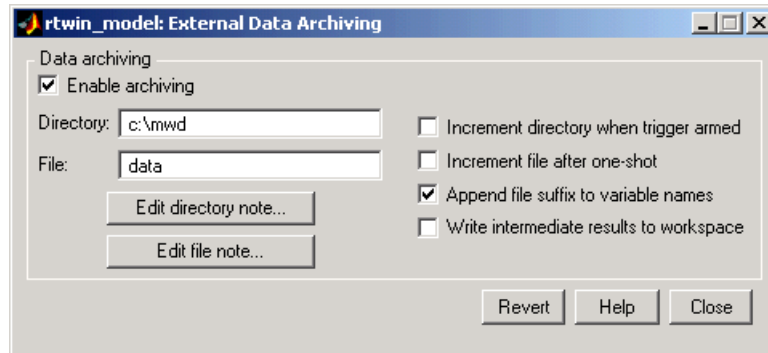 rtwin_model: External Data Archiving
Data archiving
Enable archiving
Directory: c:\mwd
File: data
Edit directory note...
Edit file note...
Increment directory when trigger armed
Increment file after one-shot
Append file suffix to variable names
Write intermediate results to workspace
Revert Help Close